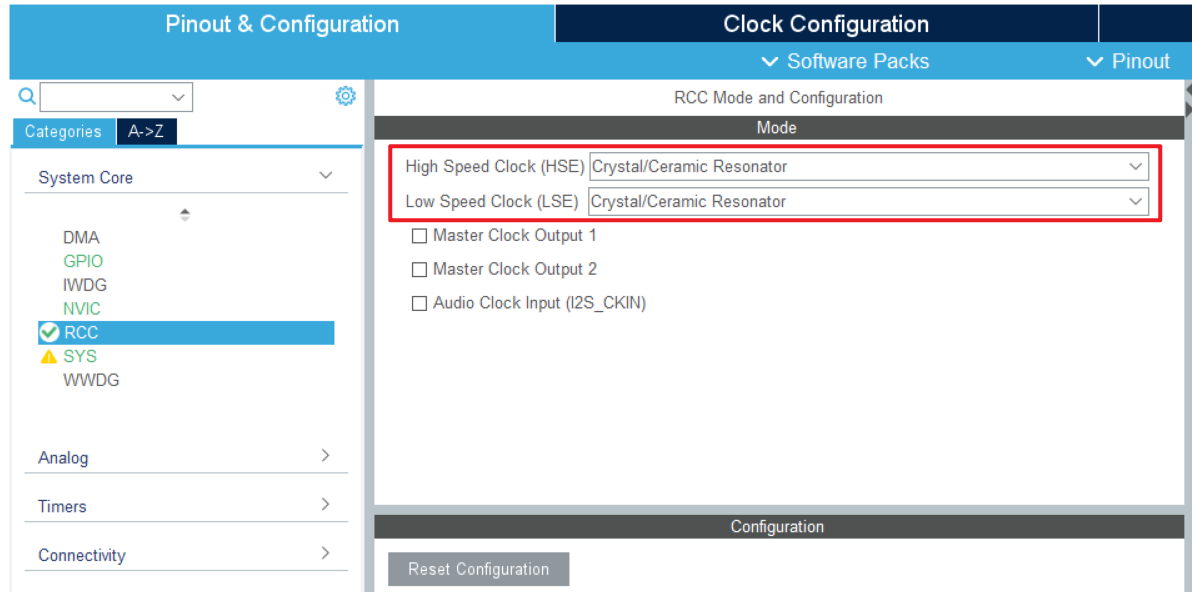 Pinout & Configuration
Clock Configuration
Software Packs
Pinout
Categories
A->Z
System Core
DMA
GPIO
IWDG
NVIC
RCC
SYS
WWDG
Analog
Timers
Connectivity
RCC Mode and Configuration
Mode
High Speed Clock (HSE) Crystal/Ceramic Resonator
Low Speed Clock (LSE) Crystal/Ceramic Resonator
Master Clock Output 1
Master Clock Output 2
Audio Clock Input (I2S_CKIN)
Configuration
Reset Configuration